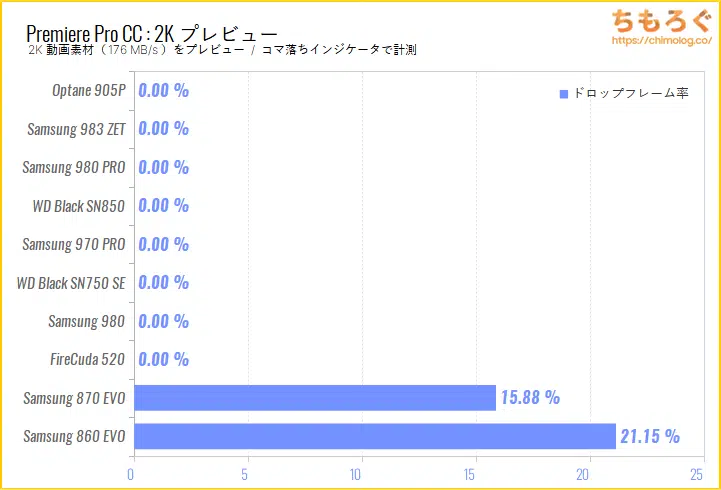 Premiere Pro CC : 2K プレビュー
2K 動画素材（176 MB/s）をプレビュー / コマ落ちインジケータで計測
ちもろぐ
https://chimolog.co/
ドロップフレーム率
Optane 905P 0.00 %
Samsung 983 ZET 0.00 %
Samsung 980 PRO 0.00 %
WD Black SN850 0.00 %
Samsung 970 PRO 0.00 %
WD Black SN750 SE 0.00 %
Samsung 980 0.00 %
FireCuda 520 0.00 %
Samsung 870 EVO 15.88 %
Samsung 860 EVO 21.15 %
0 5 10 15 20 25